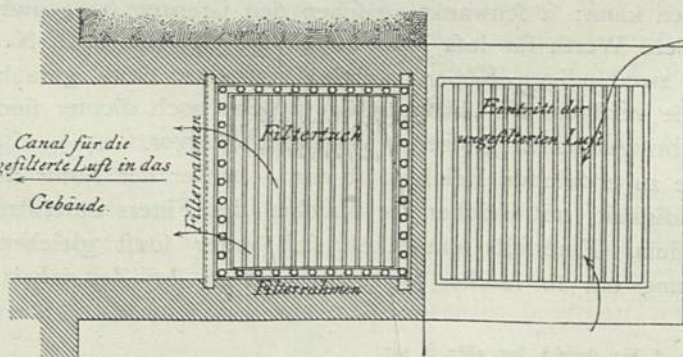 Canal für die
gefilterte Luft in das
Gebäude.
Filterrahmen
Filtertuch
Filterrahmen
Eintritt der
ungefilterten Luft